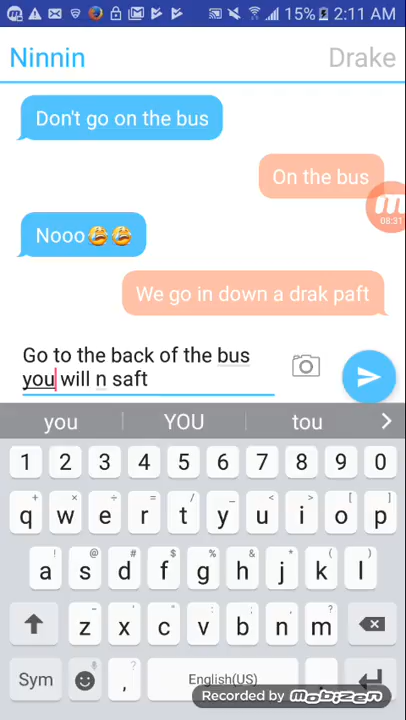 15% 2:11 AM
Ninnin Drake
Don't go on the bus
On the bus
Nooo😭😭
08:31
We go in down a drak paft
Go to the back of the bus
you will n saft
you YOU tou
1 2 3 4 5 6 7 8 9 0
q w e r t y u i o p
a s d f g h j k l
z x c v b n m
Sym , English(US) .
Recorded by mobizen